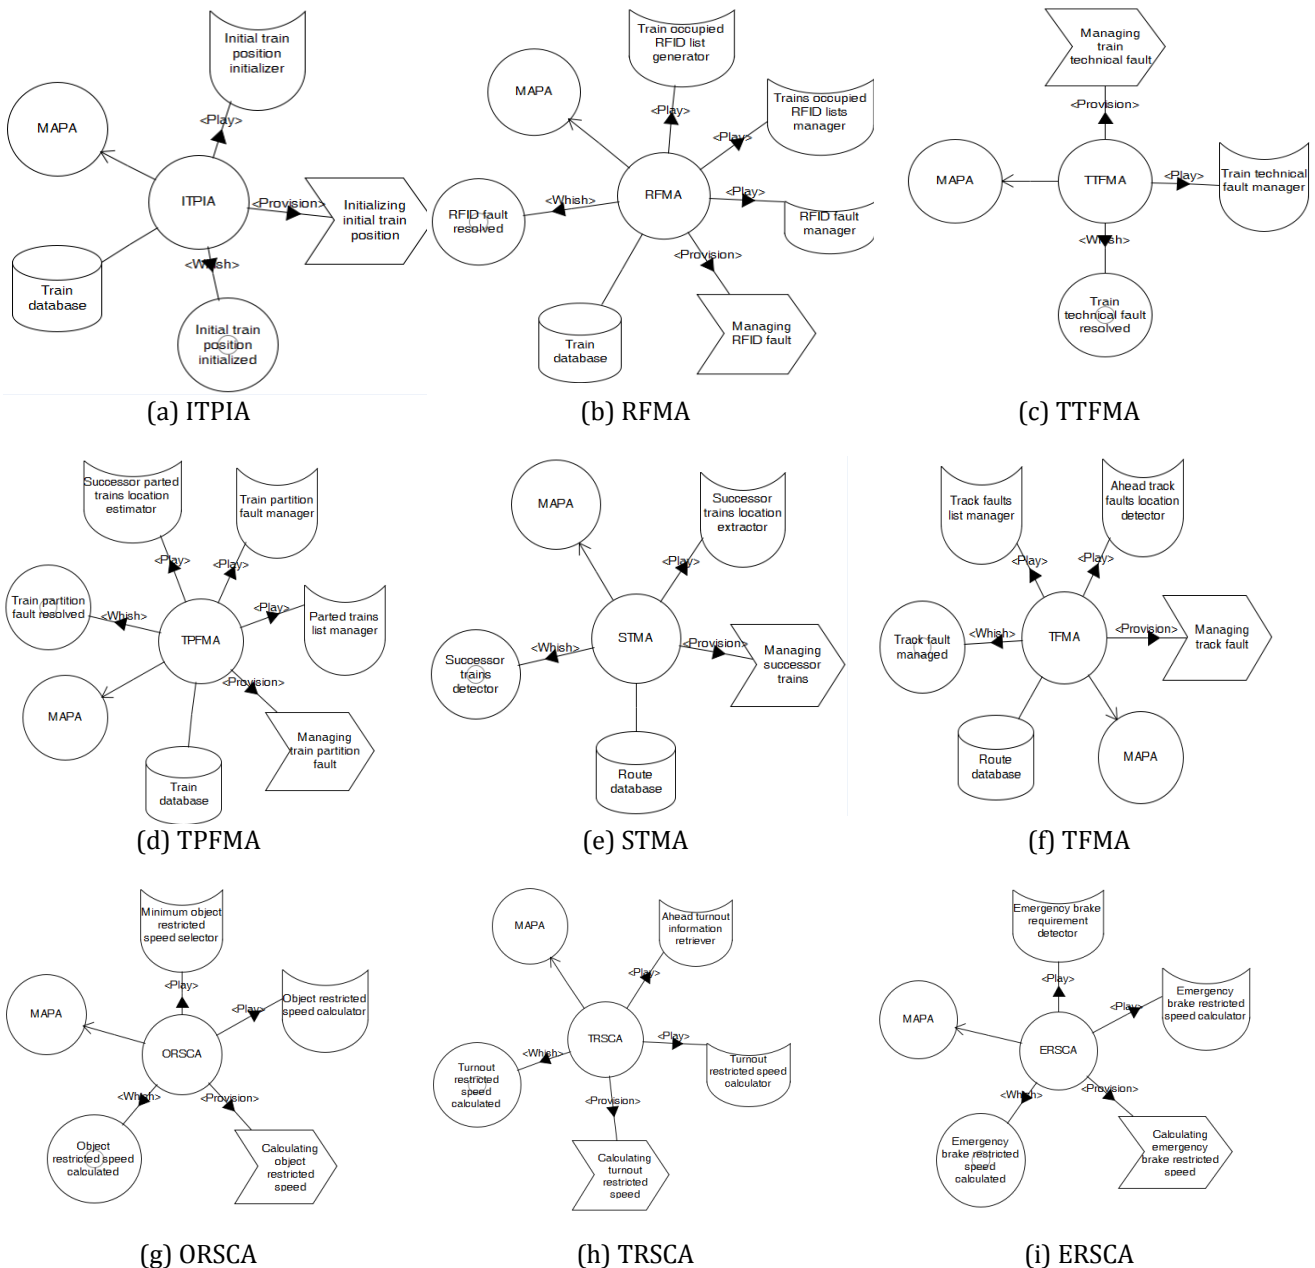 Initial train
position
initializer
MAPA
<Play>
ITPIA
<Provision>
Initializing
initial train
position
<Whish>
Train
database
Initial train
position
initialized
(a) ITPIA
Train occupied
RFID list
generator
MAPA
<Play>
Trains occupied
RFID lists
manager
<Play>
RFMA
<Play>
RFID fault
manager
<Whish>
RFID fault
resolved
<Provision>
Managing
RFID fault
Train
database
(b) RFMA
Managing
train
technical fault
<Provision>
MAPA
TTFMA
<Play>
Train technical
fault manager
<Whish>
Train
technical fault
resolved
(c) TTFMA
Successor parted
trains location
estimator
Train partition
fault manager
<Play>
<Play>
Train partition
fault resolved
<Whish>
<Play>
Parted trains
list manager
TPFMA
<Provision>
MAPA
Managing
train partition
fault
Train
database
(d) TPFMA
MAPA
Successor
trains location
extractor
<Play>
STMA
<Provision>
Managing
successor
trains
<Whish>
Successor
trains
detector
Route
database
(e) STMA
Track faults
list manager
Ahead track
faults location
detector
<Play>
<Play>
Track fault
managed
<Whish>
TFMA
<Provision>
Managing
track fault
Route
database
MAPA
(f) TFMA
Minimum object
restricted
speed selector
<Play>
MAPA
<Play>
Object restricted
speed calculator
ORSCA
<Which>
<Provision>
Object
restricted speed
calculated
Calculating
object
restricted
speed
(g) ORSCA
MAPA
Ahead turnout
information
retriever
<Play>
TRSCA
<Play>
Turnout
restricted speed
calculator
<Whish>
Turnout
restricted
speed
calculated
<Provision>
Calculating
turnout
restricted
speed
(h) TRSCA
Emergency brake
requirement
detector
<Play>
MAPA
<Play>
Emergency
brake restricted
speed calculator
ERSCA
<Which>
<Provision>
Emergency
brake restricted
speed
calculated
Calculating
emergency
brake restricted
speed
(i) ERSCA